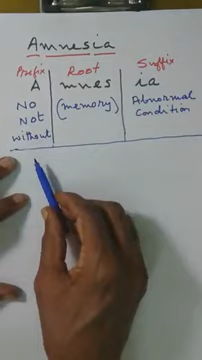 Amnesia
Prefix Root Suffix
A mnes ia
No (memory) Abnormal
Not Condition
without